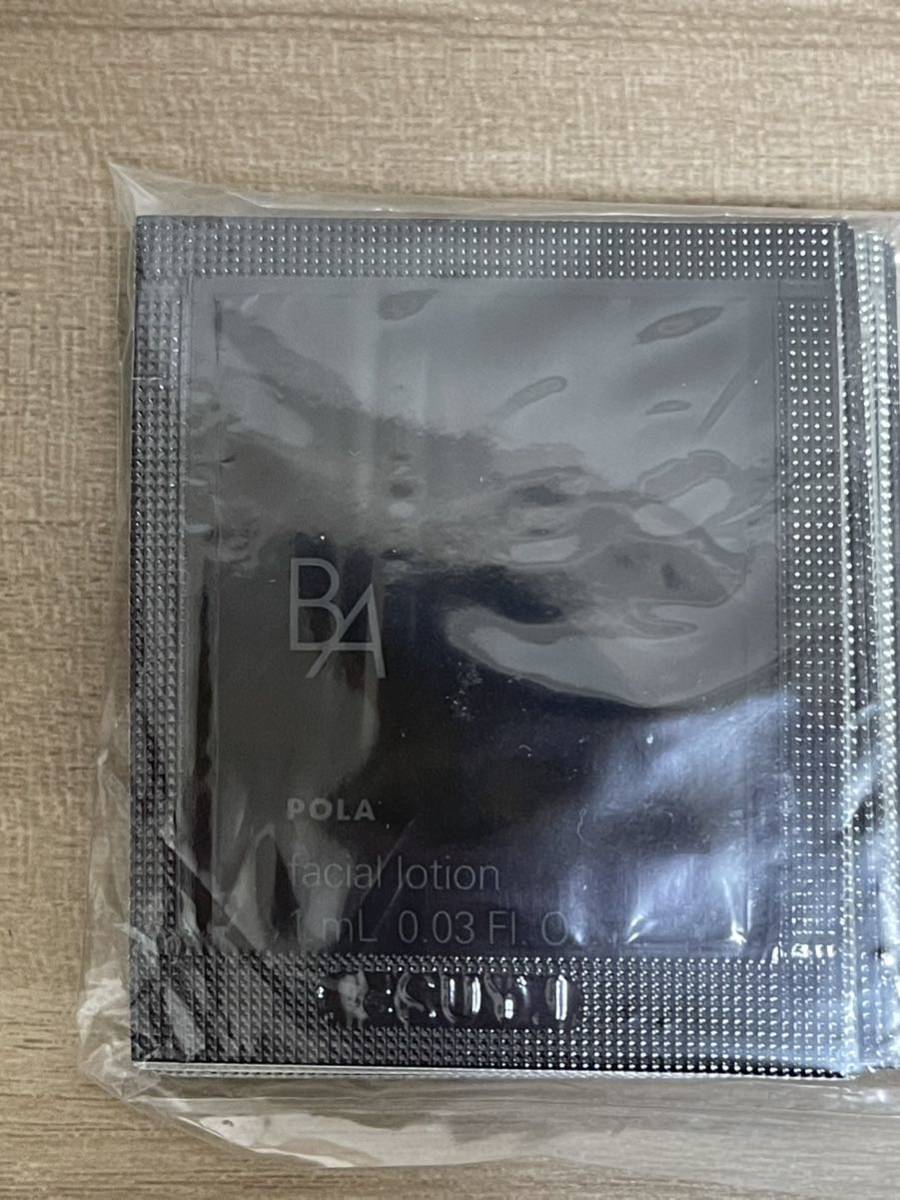 BA
POLA
facial lotion
1 mL 0.03 Fl. Oz.